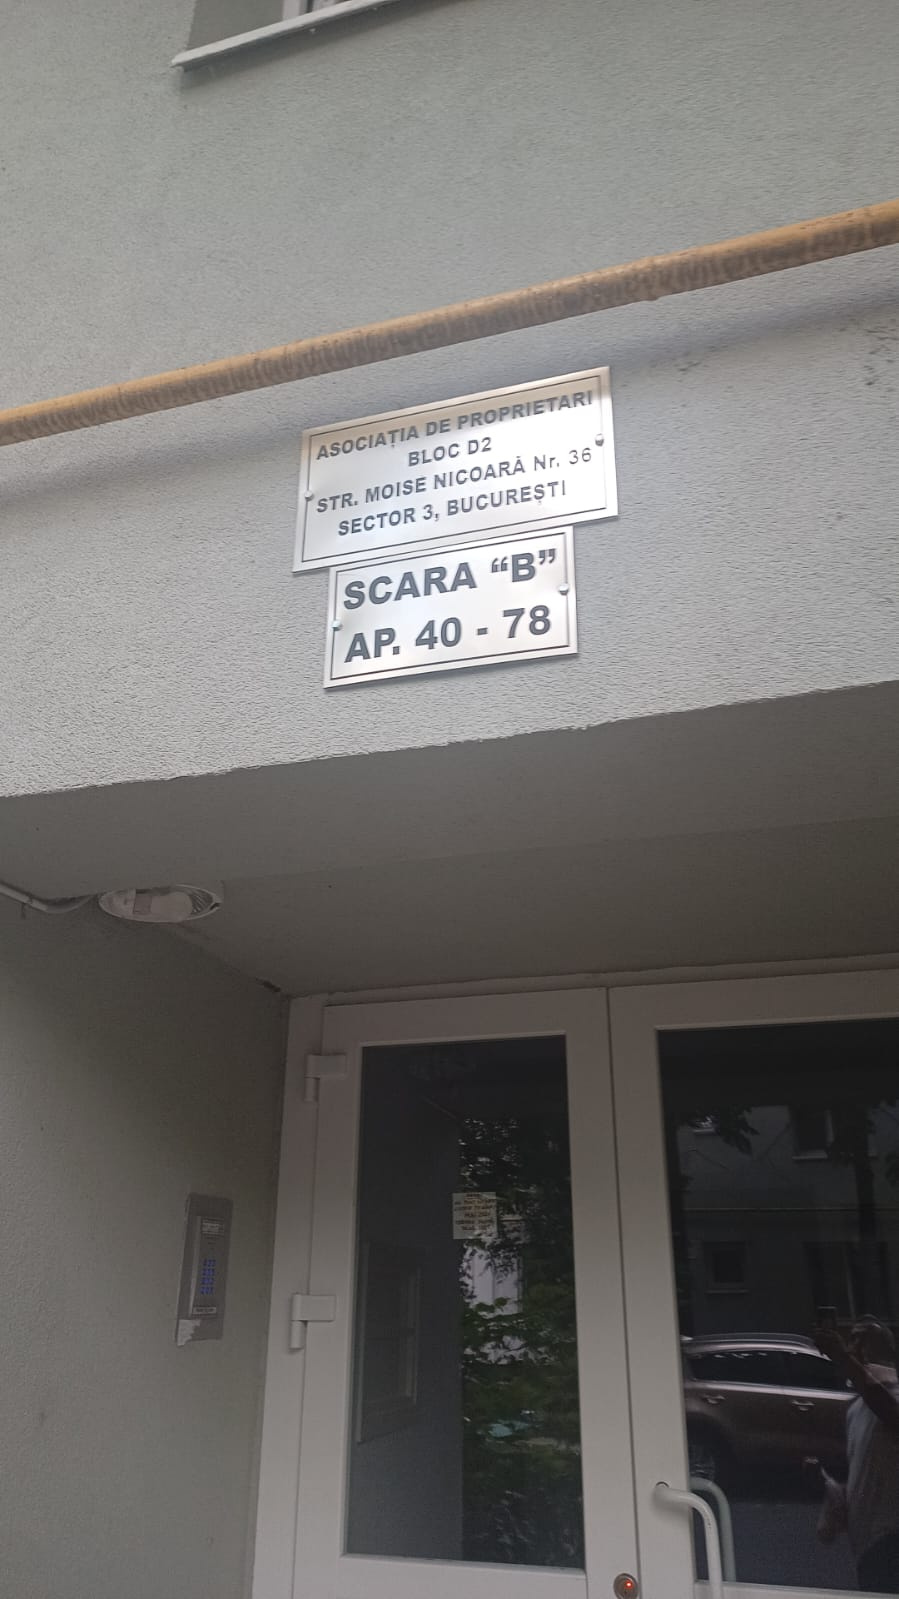 ASOCIAȚIA DE PROPRIETARI
BLOC D2
STR. MOISE NICOARĂ Nr. 36
SECTOR 3, BUCUREȘTI
SCARA “B”
AP. 40 - 78